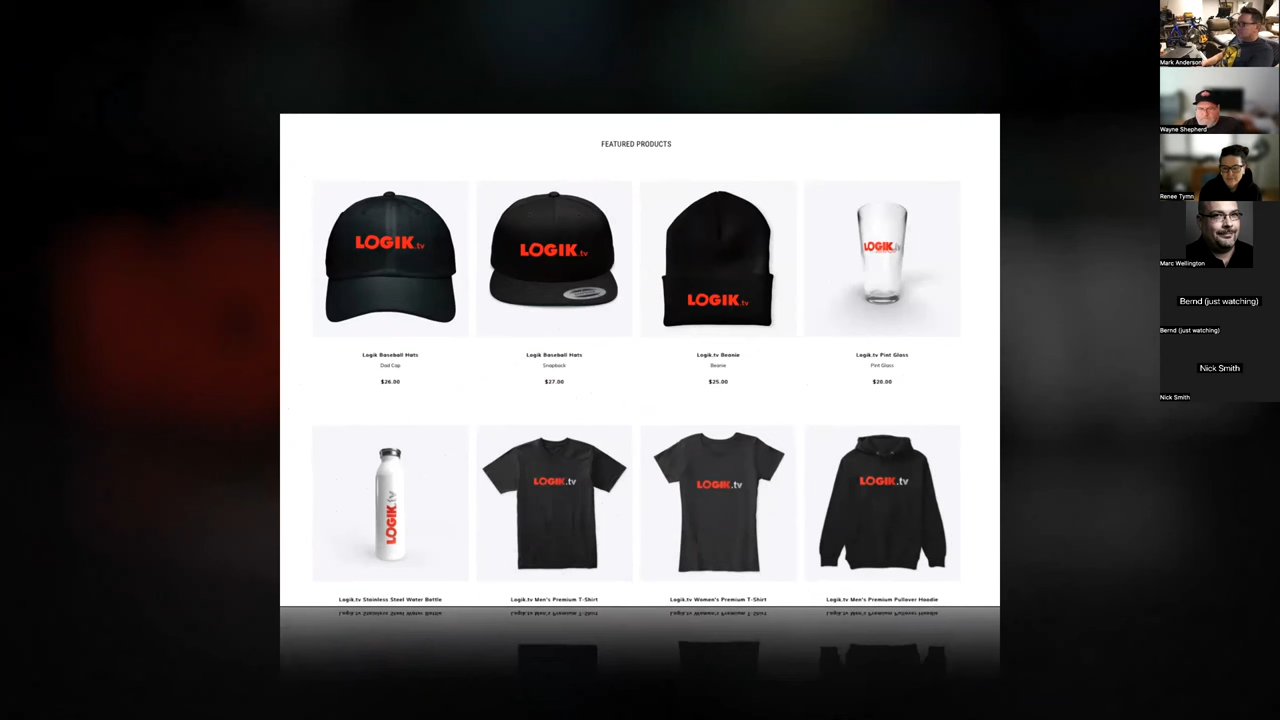 FEATURED PRODUCTS
LOGIK.tv
LOGIK.tv
LOGIK.tv
LOGIK.tv
Logik Baseball Hats
Dad Cap
$26.00
Logik Baseball Hats
Snapback
$27.00
Logik.tv Beanie
Beanie
$25.00
Logik.tv Pint Glass
Pint Glass
$20.00
LOGIK.tv
LOGIK.tv
LOGIK.tv
LOGIK.tv
Logik.tv Stainless Steel Water Bottle
Logik.tv Men's Premium T-Shirt
Logik.tv Women's Premium T-Shirt
Logik.tv Men's Premium Pullover Hoodie
Mark Anderson
Wayne Shepherd
Renee Tymn
Marc Wellington
Bernd (just watching)
Bernd (just watching)
Nick Smith
Nick Smith